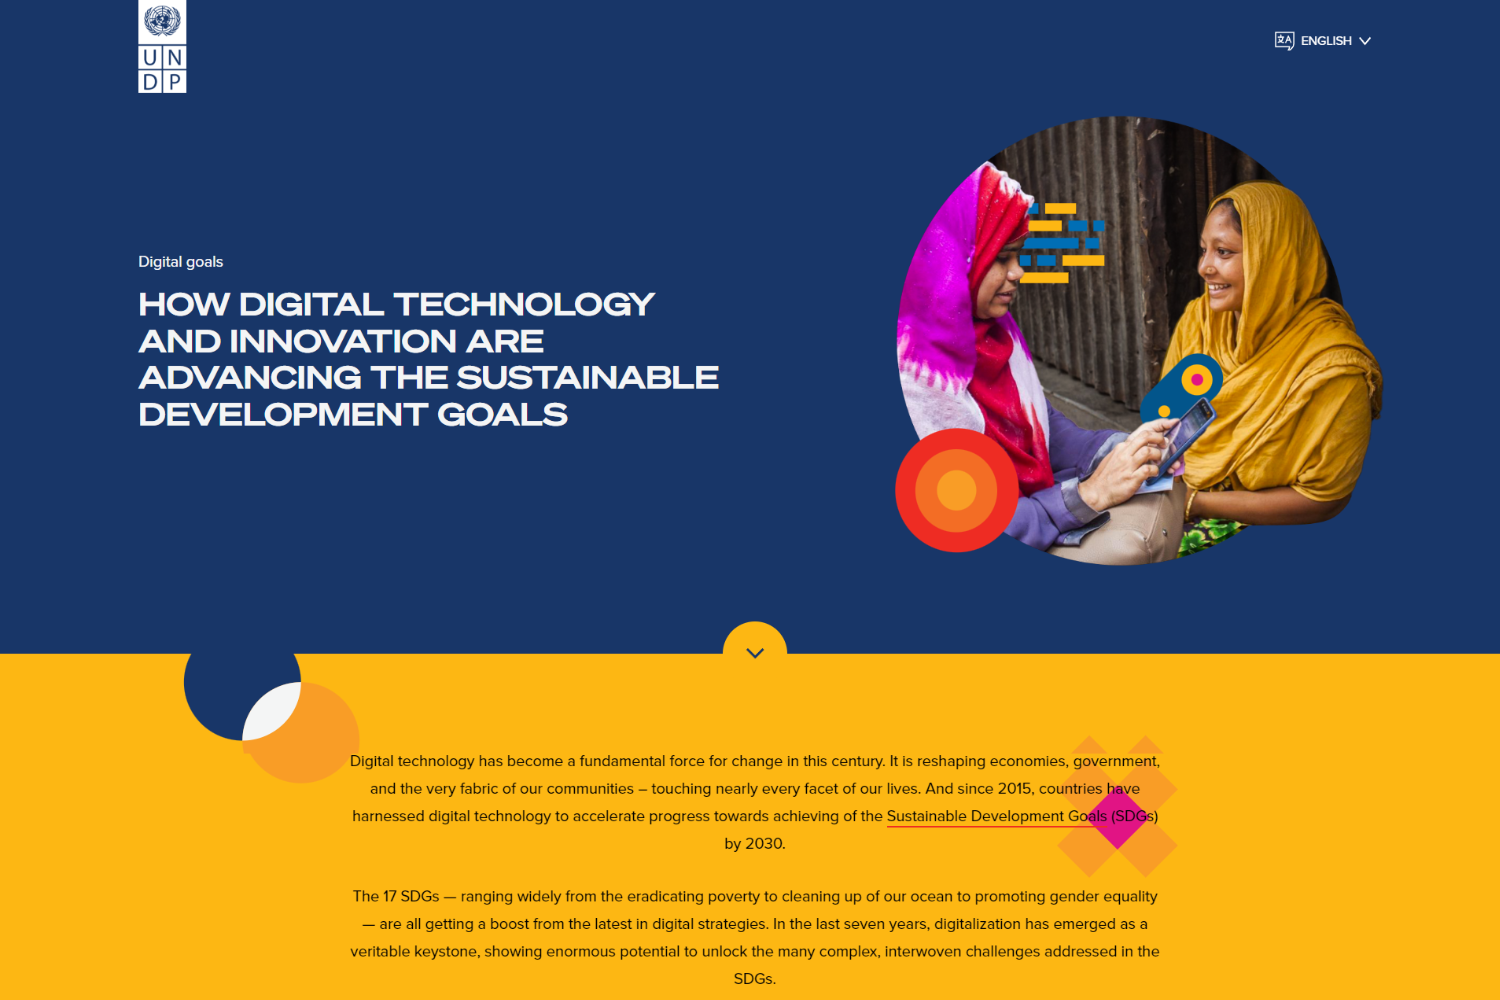 UN
DP
ENGLISH
Digital goals
HOW DIGITAL TECHNOLOGY
AND INNOVATION ARE
ADVANCING THE SUSTAINABLE
DEVELOPMENT GOALS
Digital technology has become a fundamental force for change in this century. It is reshaping economies, government,
and the very fabric of our communities – touching nearly every facet of our lives. And since 2015, countries have
harnessed digital technology to accelerate progress towards achieving of the Sustainable Development Goals (SDGs)
by 2030.
The 17 SDGs — ranging widely from the eradicating poverty to cleaning up of our ocean to promoting gender equality
— are all getting a boost from the latest in digital strategies. In the last seven years, digitalization has emerged as a
veritable keystone, showing enormous potential to unlock the many complex, interwoven challenges addressed in the
SDGs.